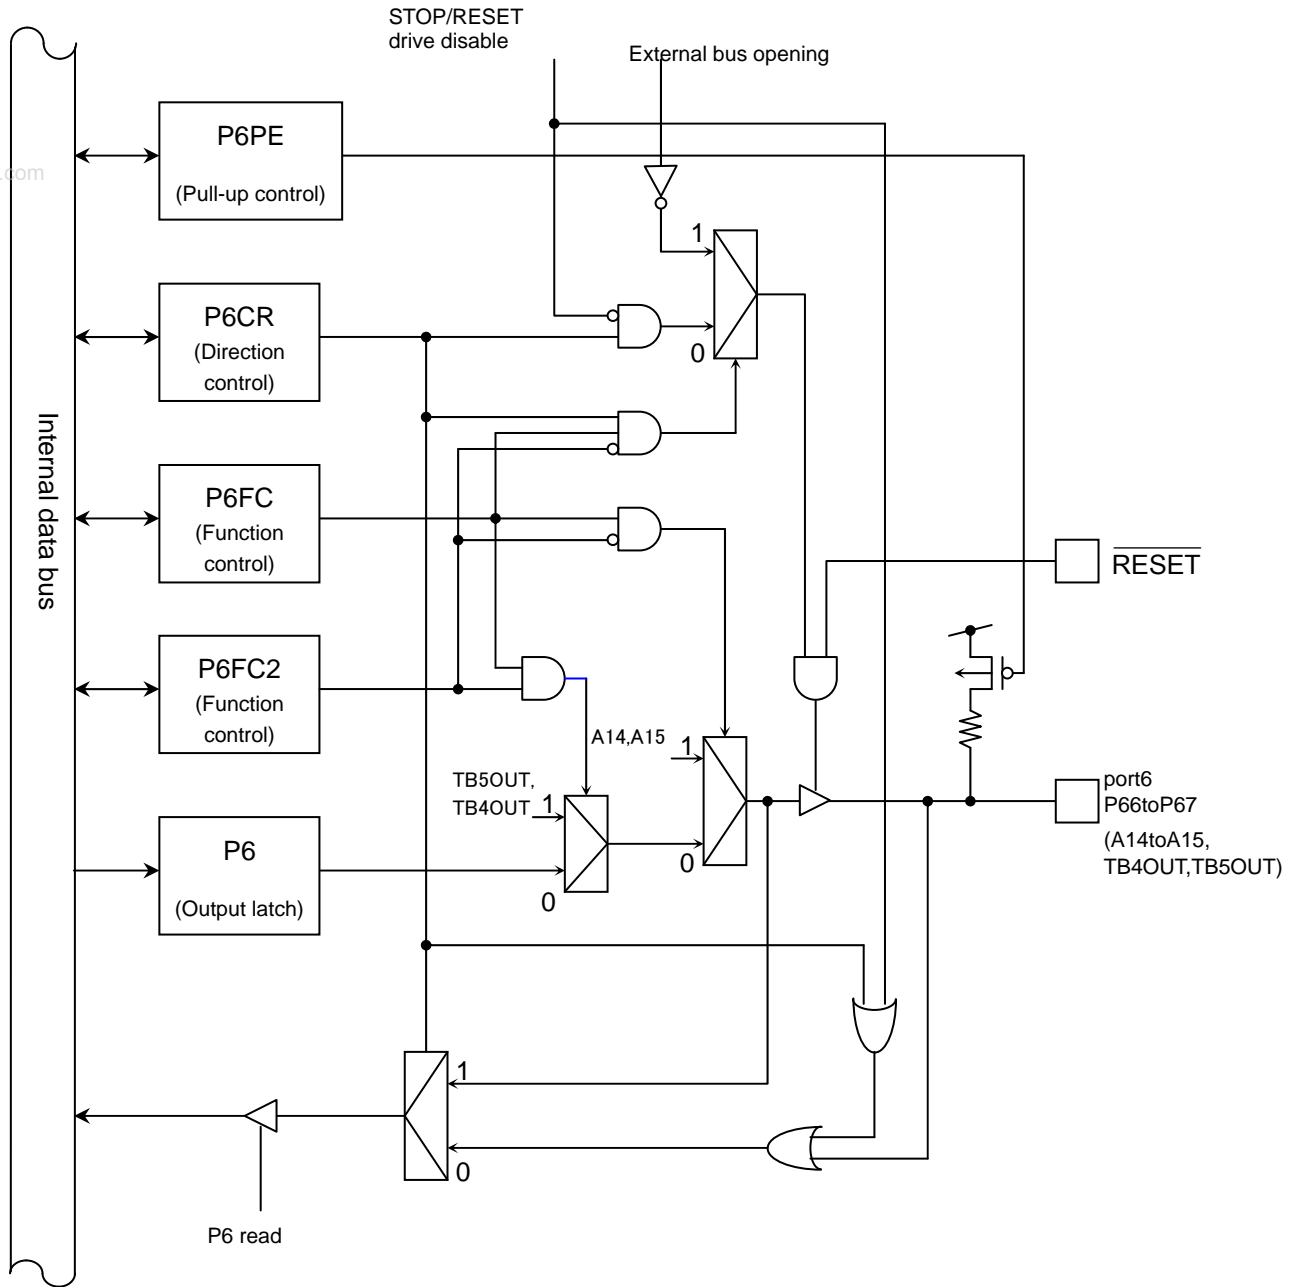 STOP/RESET
drive disable
External bus opening
P6PE
(Pull-up control)
.com
1
P6CR
(Direction
control)
0
Internal data bus
P6FC
(Function
control)
RESET
P6FC2
(Function
control)
A14,A15
1
TB5OUT,
TB4OUT
1
port6
P66toP67
(A14toA15,
TB4OUT,TB5OUT)
P6
(Output latch)
0
0
1
0
P6 read